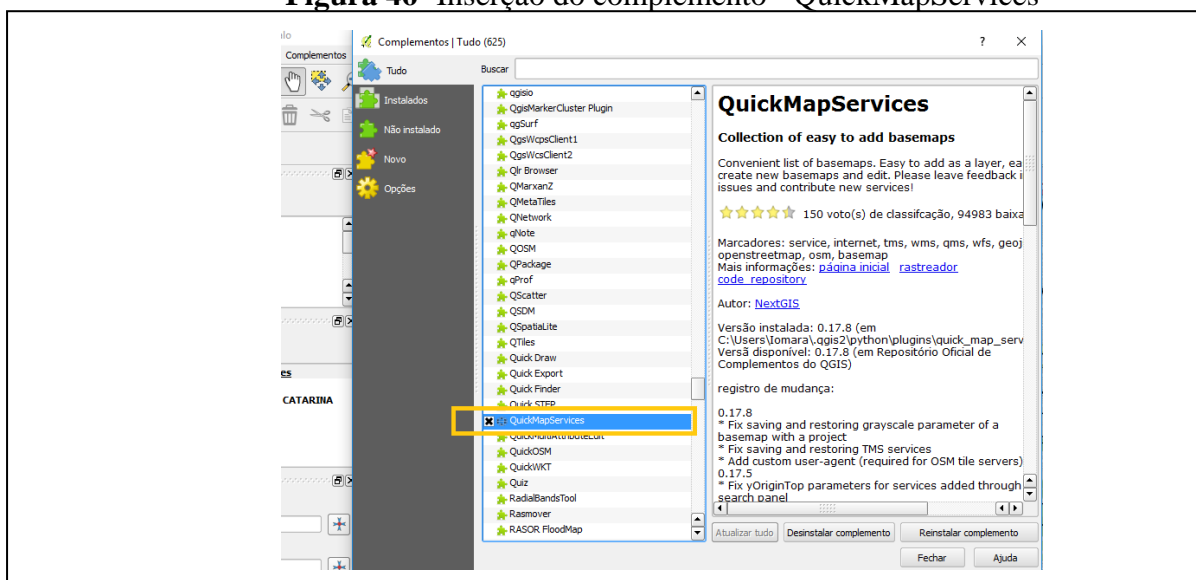 Figura 46- Inserção do complemento – QuickMapServices
Complementos | Tudo (625)
?
Complementos
Tudo
Buscar
Instalados
Não instalado
Novo
Opções
qgisio
QgisMarkerCluster Plugin
qgSurf
QgsWcpsClient1
QgsWcsClient2
Qlr Browser
QMarxanZ
QMetaTiles
QNetwork
qNote
QOSM
QPackage
qProf
QScatter
QSDM
QSpatiaLite
QTiles
Quick Draw
Quick Export
Quick Finder
Quick STEP
QuickMapServices
QuickMultiAttributeEdit
QuickOSM
QuickWKT
Quiz
RadialBandsTool
Rasmover
RASOR FloodMap
CATARINA
QuickMapServices
Collection of easy to add basemaps
Convenient list of basemaps. Easy to add as a layer, ea
create new basemaps and edit. Please leave feedback i
issues and contribute new services!
150 voto(s) de classifcação, 94983 baixa
Marcadores: service, internet, tms, wms, qms, wfs, geoj
openstreetmap, osm, basemap
Mais informações: página inicial rastreador
code_repository
Autor: NextGIS
Versão instalada: 0.17.8 (em
C:\Users\Iomara\.qgis2\python\plugins\quick_map_serv
Versã disponível: 0.17.8 (em Repositório Oficial de
Complementos do QGIS)
registro de mudança:
0.17.8
* Fix saving and restoring grayscale parameter of a
basemap with a project
* Fix saving and restoring TMS services
* Add custom user-agent (required for OSM tile servers)
0.17.5
* Fix yOriginTop parameters for services added through
search panel
Atualizar tudo Desinstalar complemento Reinstalar complemento
Fechar Ajuda